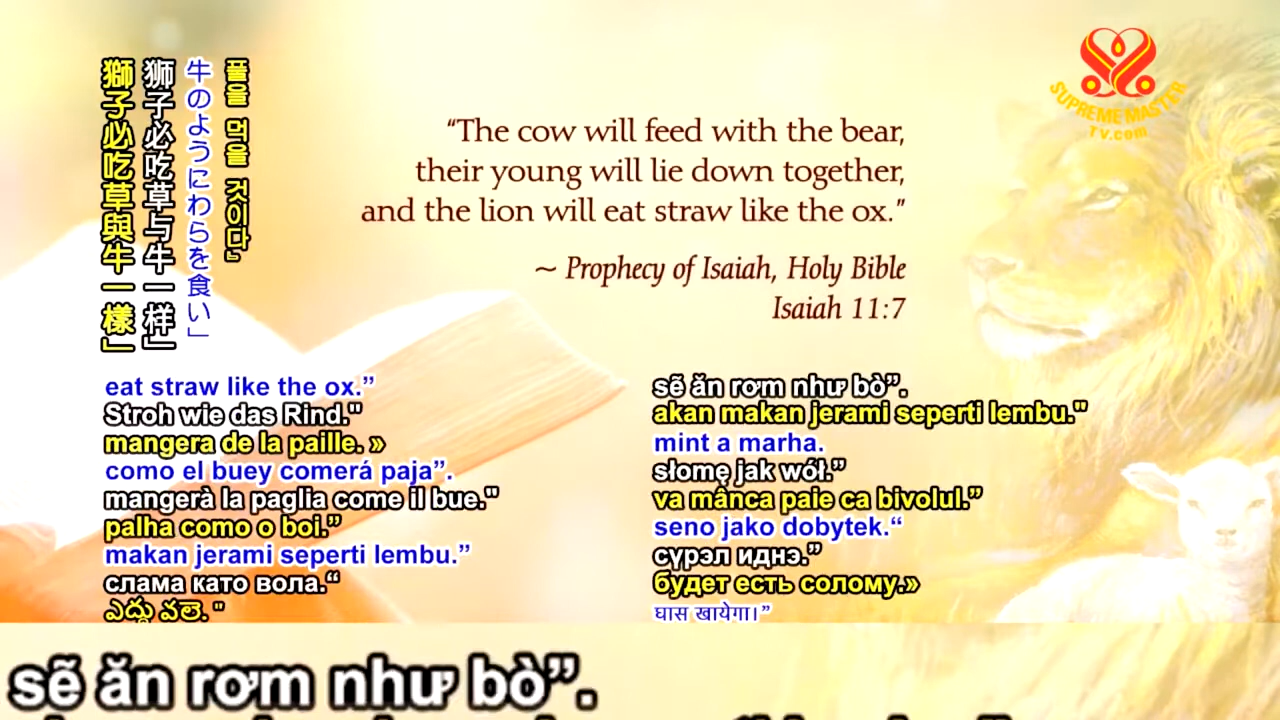 獅子必吃草與牛一樣」
狮子必吃草与牛一样」
牛のようにわらを食い」
풀을 먹을 것이다』
SUPREME MASTER
TV.com
“The cow will feed with the bear,
their young will lie down together,
and the lion will eat straw like the ox.”
~ Prophecy of Isaiah, Holy Bible
Isaiah 11:7
eat straw like the ox.”
Stroh wie das Rind."
mangera de la paille. »
como el buey comerá paja”.
mangerà la paglia come il bue."
palha como o boi.”
makan jerami seperti lembu.”
слама като вола.“
ఎద్దు వలె. "
sẽ ăn rơm như bò”.
akan makan jerami seperti lembu."
mint a marha.
słomę jak wół.”
va mânca paie ca bivolul.”
seno jako dobytek.“
сүрэл иднэ.”
будет есть солому.»
घास खायेगा।”
sẽ ăn rơm như bò”.